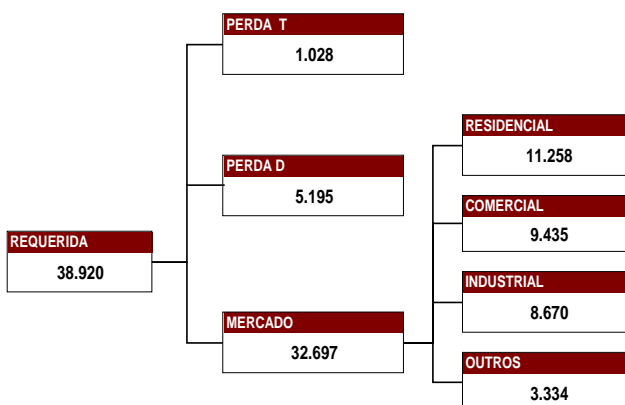 PERDA T
1.028
RESIDENCIAL
11.258
PERDA D
5.195
COMERCIAL
9.435
REQUERIDA
38.920
INDUSTRIAL
8.670
MERCADO
32.697
OUTROS
3.334